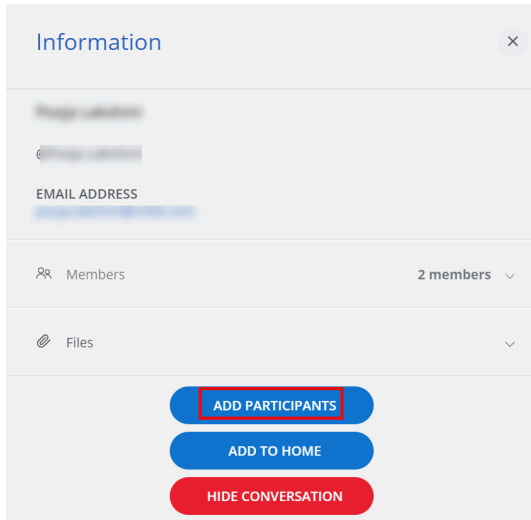 Information
@
EMAIL ADDRESS
Members 2 members
Files
ADD PARTICIPANTS
ADD TO HOME
HIDE CONVERSATION